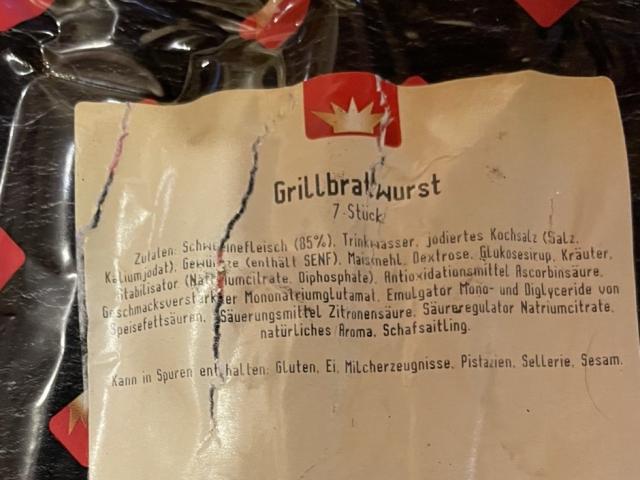 Grillbratwurst
7 Stück
Zutaten: Schweinefleisch (85%), Trinkwasser, jodiertes Kochsalz (Salz,
Kaliumjodat), Gewürze (enthält SENF), Maismehl, Dextrose, Glukosesirup, Kräuter,
Stabilisator (Natriumcitrate, Diphosphate), Antioxidationsmittel Ascorbinsäure,
Geschmacksverstärker Mononatriumglutamat, Emulgator Mono- und Diglyceride von
Speisefettsäuren, Säuerungsmittel Zitronensäure, Säureregulator Natriumcitrate,
natürliches Aroma, Schafsaitling.
Kann in Spuren enthalten: Gluten, Ei, Milcherzeugnisse, Pistazien, Sellerie, Sesam.